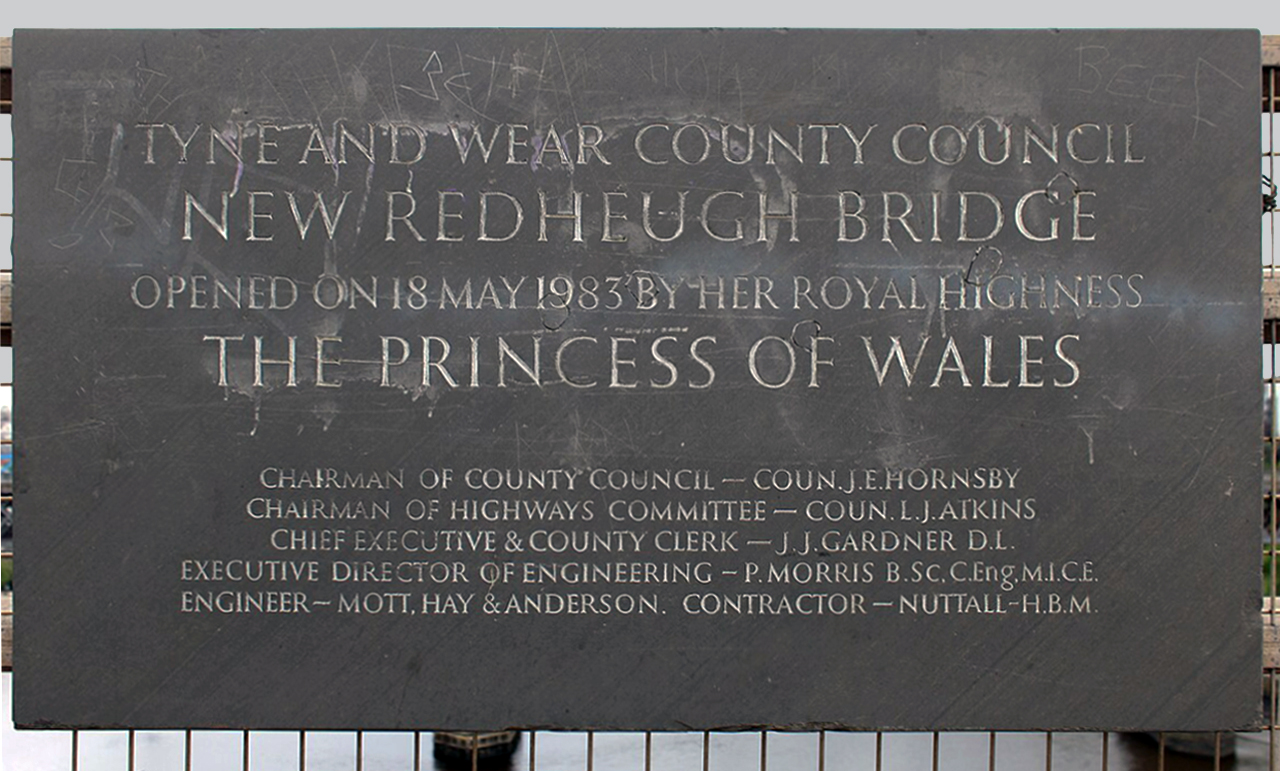 TYNE AND WEAR COUNTY COUNCIL
NEW REDHEUGH BRIDGE
OPENED ON 18 MAY 1983 BY HER ROYAL HIGHNESS
THE PRINCESS OF WALES
CHAIRMAN OF COUNTY COUNCIL — COUN. J.E. HORNSBY
CHAIRMAN OF HIGHWAYS COMMITTEE — COUN. L.J. ATKINS
CHIEF EXECUTIVE & COUNTY CLERK — J.J. GARDNER D.L.
EXECUTIVE DIRECTOR OF ENGINEERING — P. MORRIS B.Sc, C.Eng, M.I.C.E.
ENGINEER — MOTT, HAY & ANDERSON. CONTRACTOR — NUTTALL-H.B.M.